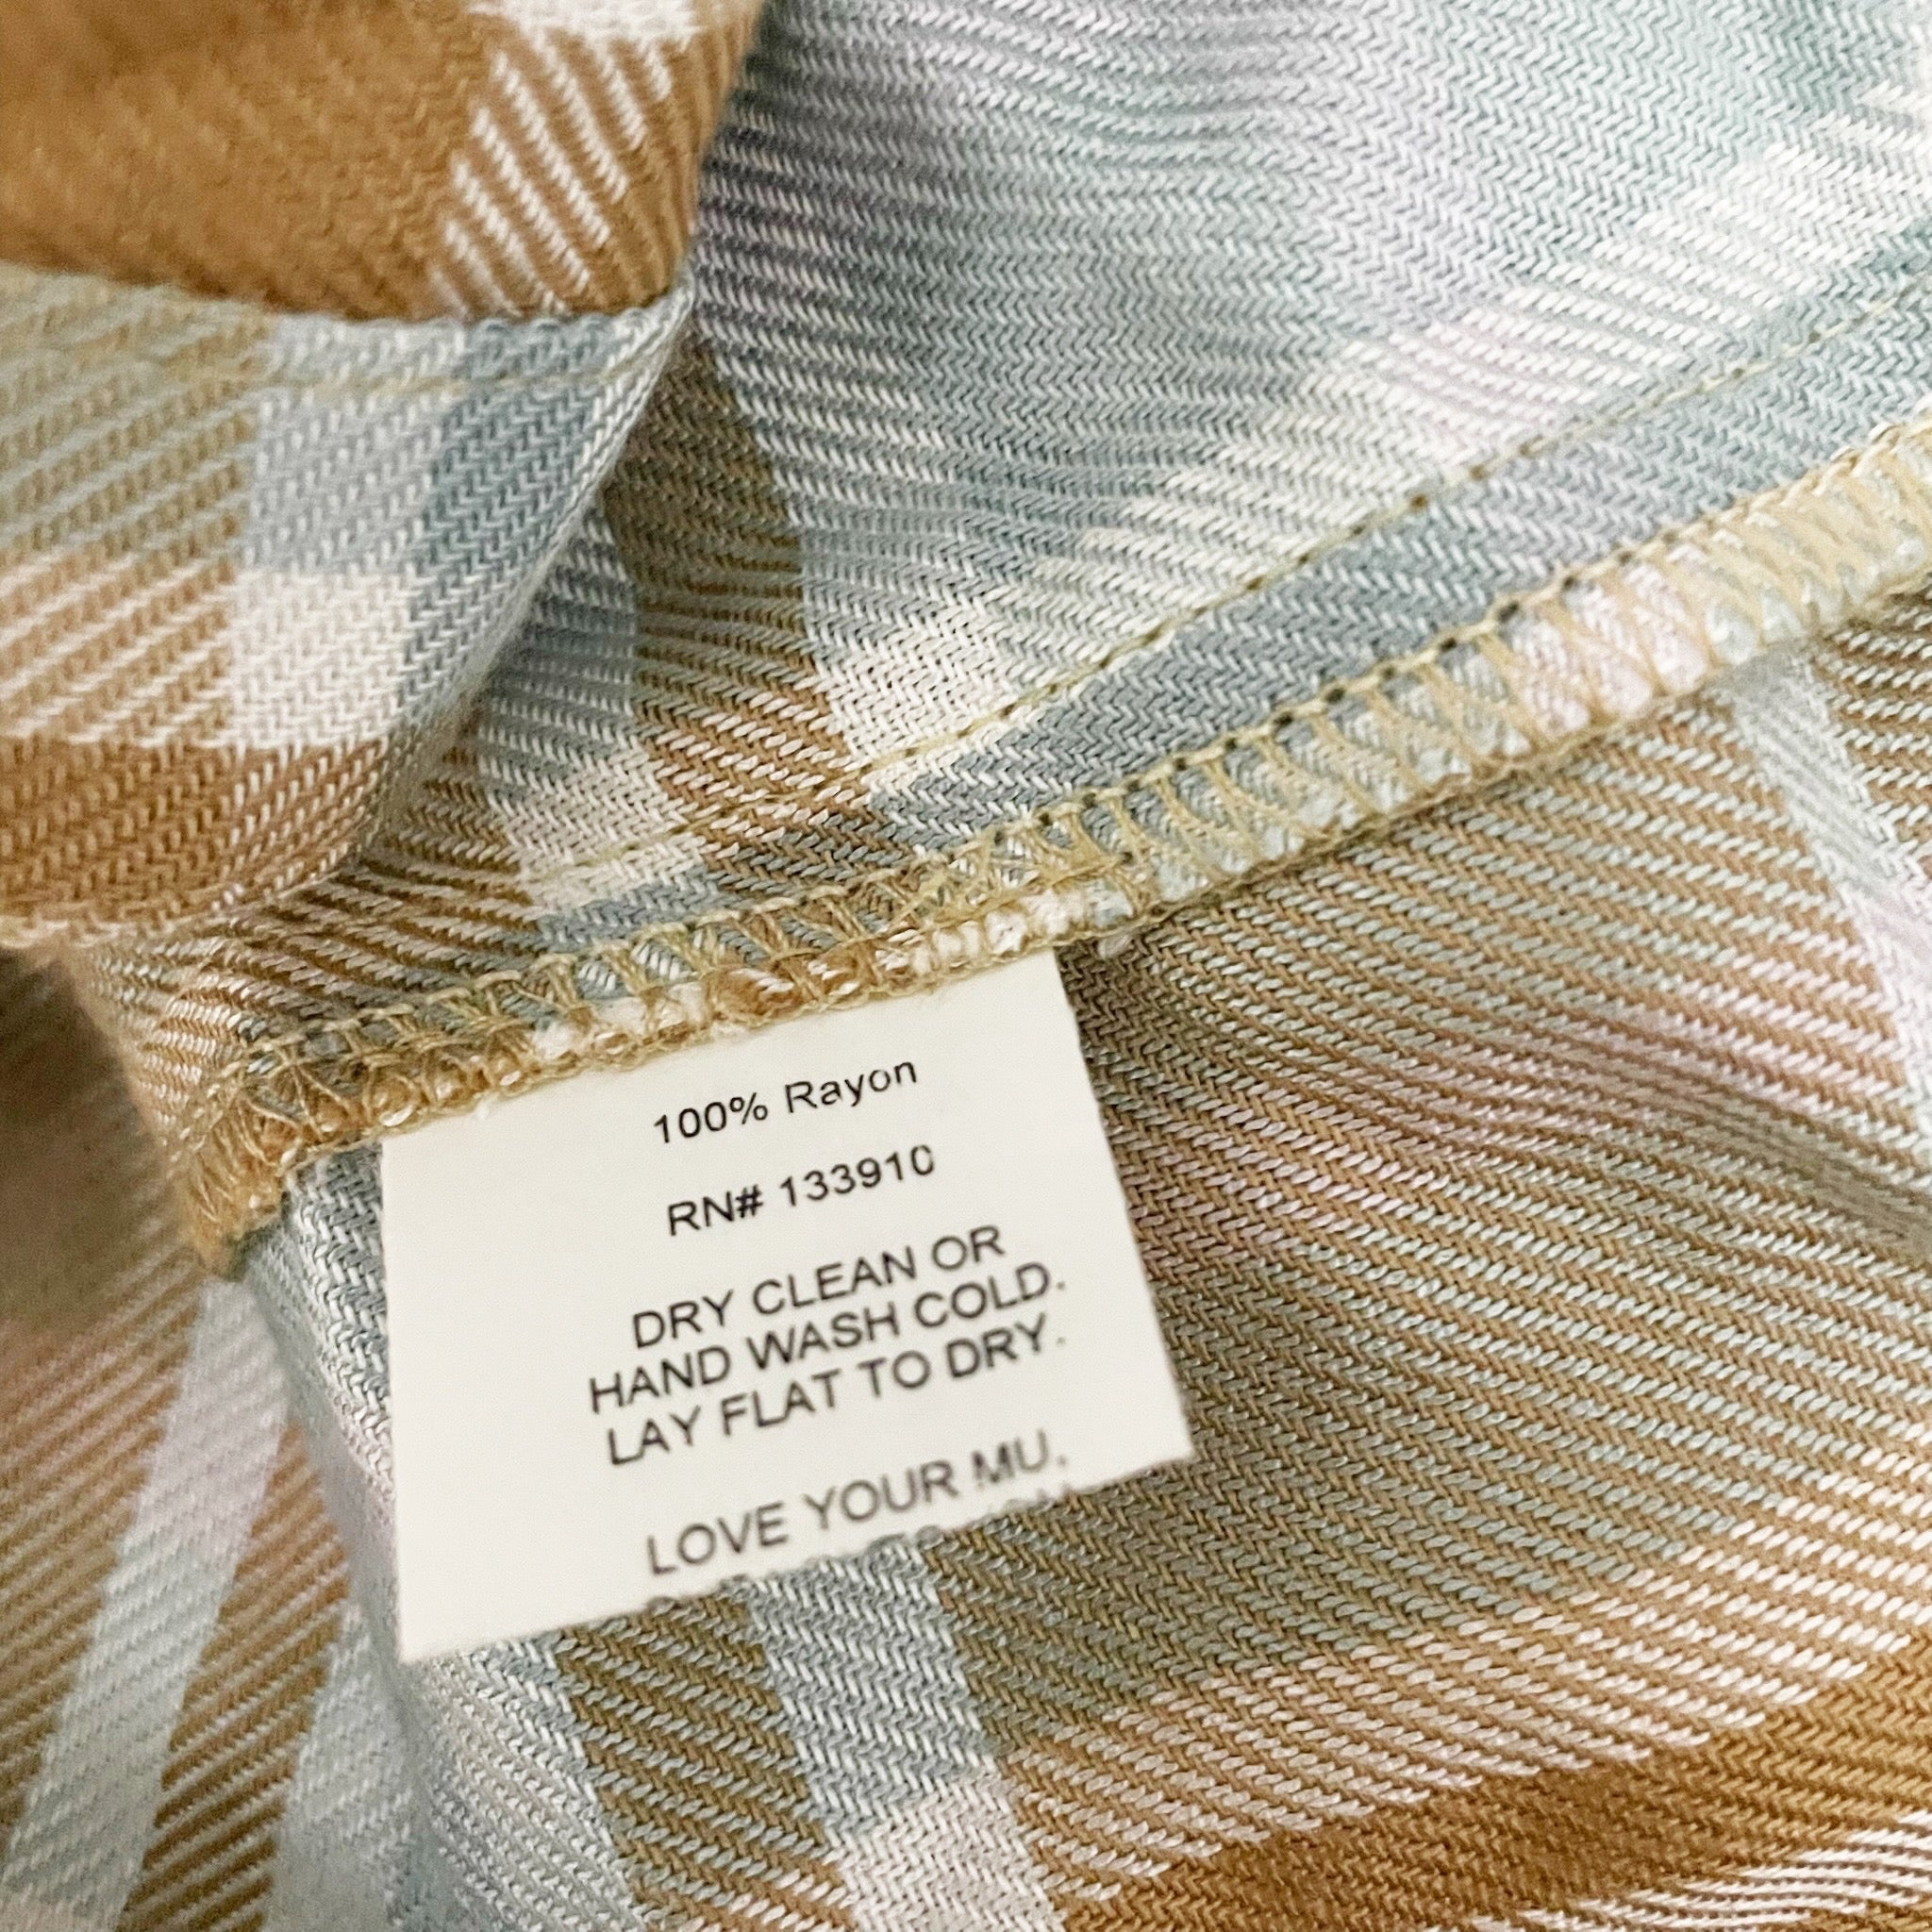 100% Rayon
RN# 133910
DRY CLEAN OR
HAND WASH COLD.
LAY FLAT TO DRY.
LOVE YOUR MU.